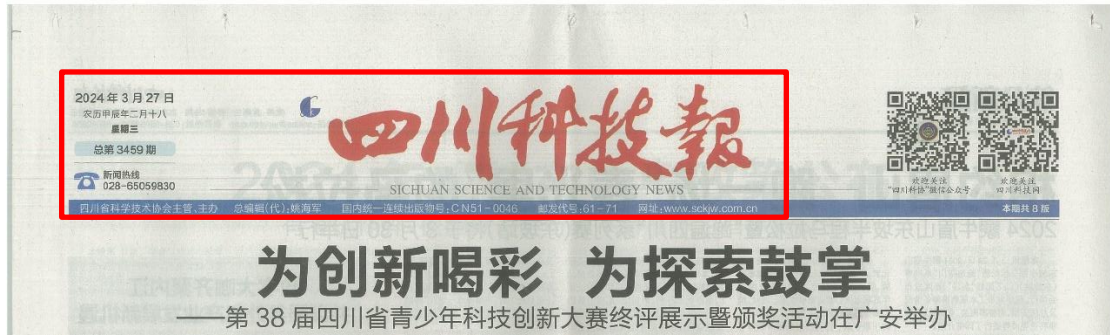 2024年3月27日
农历甲辰年二月十八
星期三
总第3459期
新闻热线
028-65059830
四川科技報
SICHUAN SCIENCE AND TECHNOLOGY NEWS
欢迎关注
"四川科协"微信公众号
欢迎关注
四川科技网
四川省科学技术协会主管、主办 总编辑(代):姚海军 国内统一连续出版物号:CN51-0046 邮发代号:61-71 网址:www.sckjw.com.cn 本期共8版
为创新喝彩 为探索鼓掌
——第38届四川省青少年科技创新大赛终评展示暨颁奖活动在广安举办